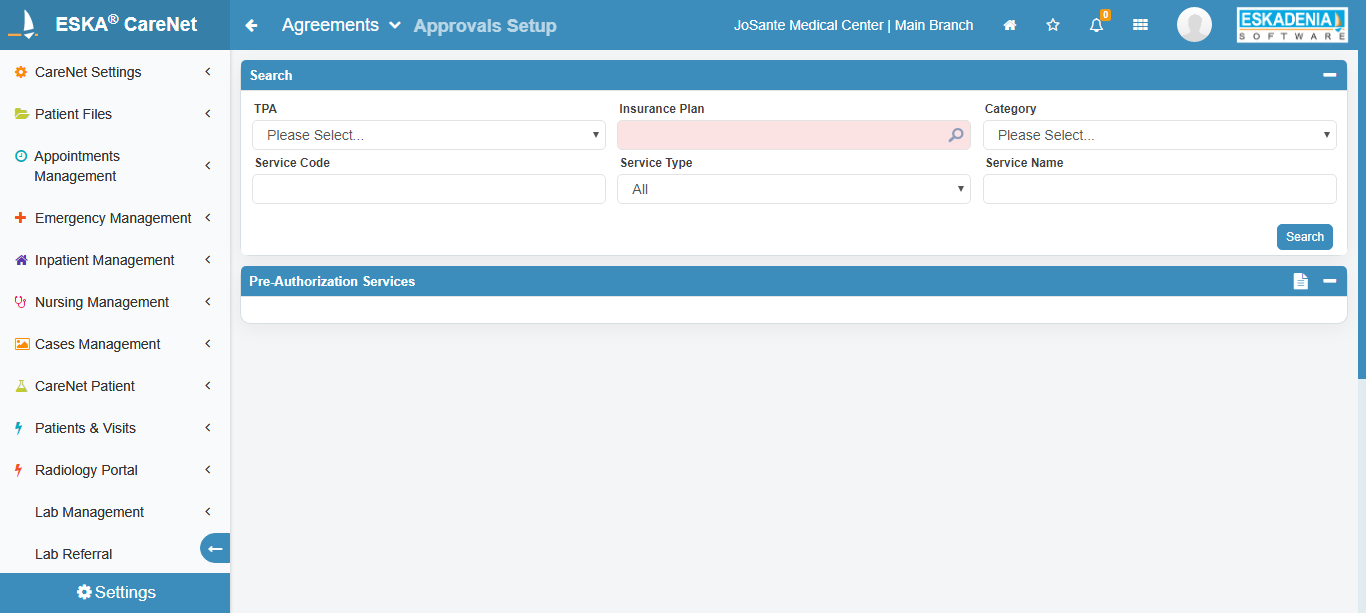 ESKA® CareNet
Agreements
Approvals Setup
JoSante Medical Center | Main Branch
0
ESKADENIA
SOFTWARE
CareNet Settings
Patient Files
Appointments
Management
Emergency Management
Inpatient Management
Nursing Management
Cases Management
CareNet Patient
Patients & Visits
Radiology Portal
Lab Management
Lab Referral
Settings
Search
TPA
Insurance Plan
Category
Please Select...
Please Select...
Service Code
Service Type
Service Name
All
Search
Pre-Authorization Services